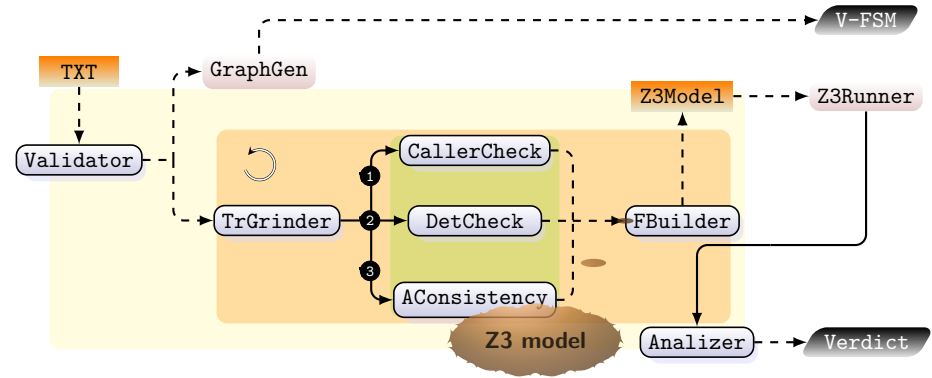 V-FSM
TXT
GraphGen
Z3Model
Z3Runner
Validator
CallerCheck
1
TrGrinder
2
DetCheck
FBuilder
3
AConsistency
Z3 model
Analizer
Verdict